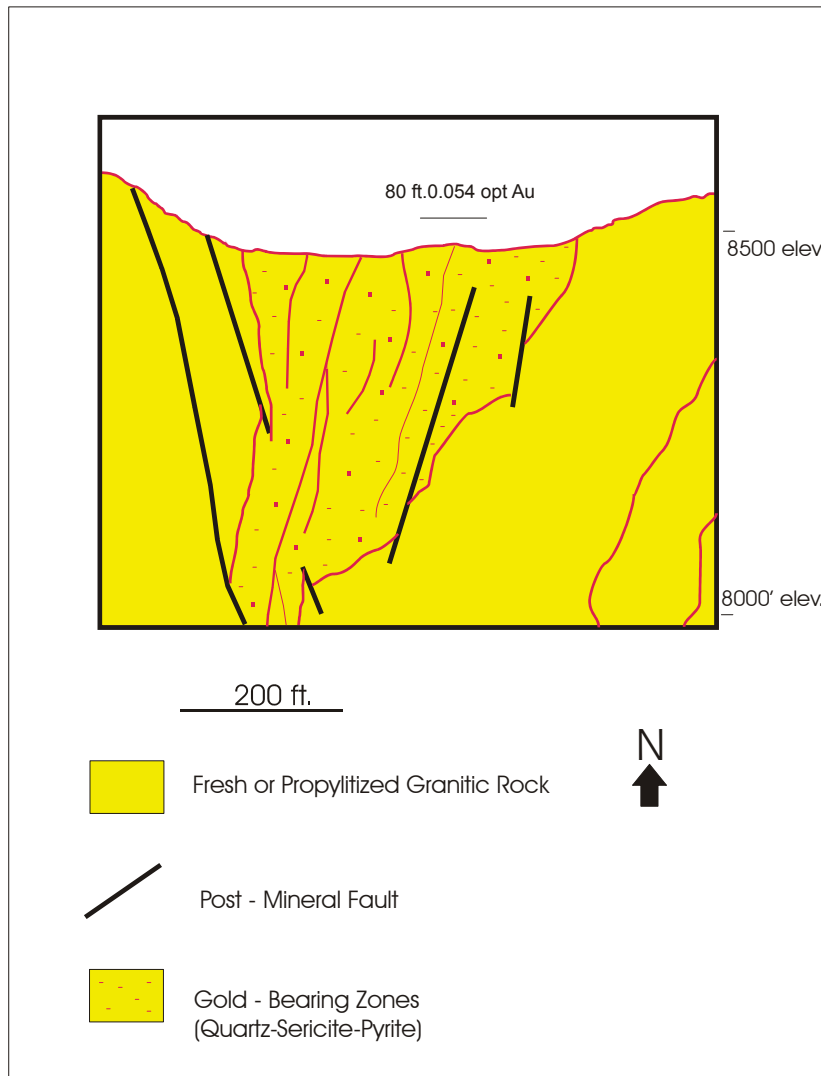 80 ft.0.054 opt Au
8500 elev
8000' elev.
200 ft.
N
Fresh or Propylitized Granitic Rock
Post - Mineral Fault
Gold - Bearing Zones
(Quartz-Sericite-Pyrite)